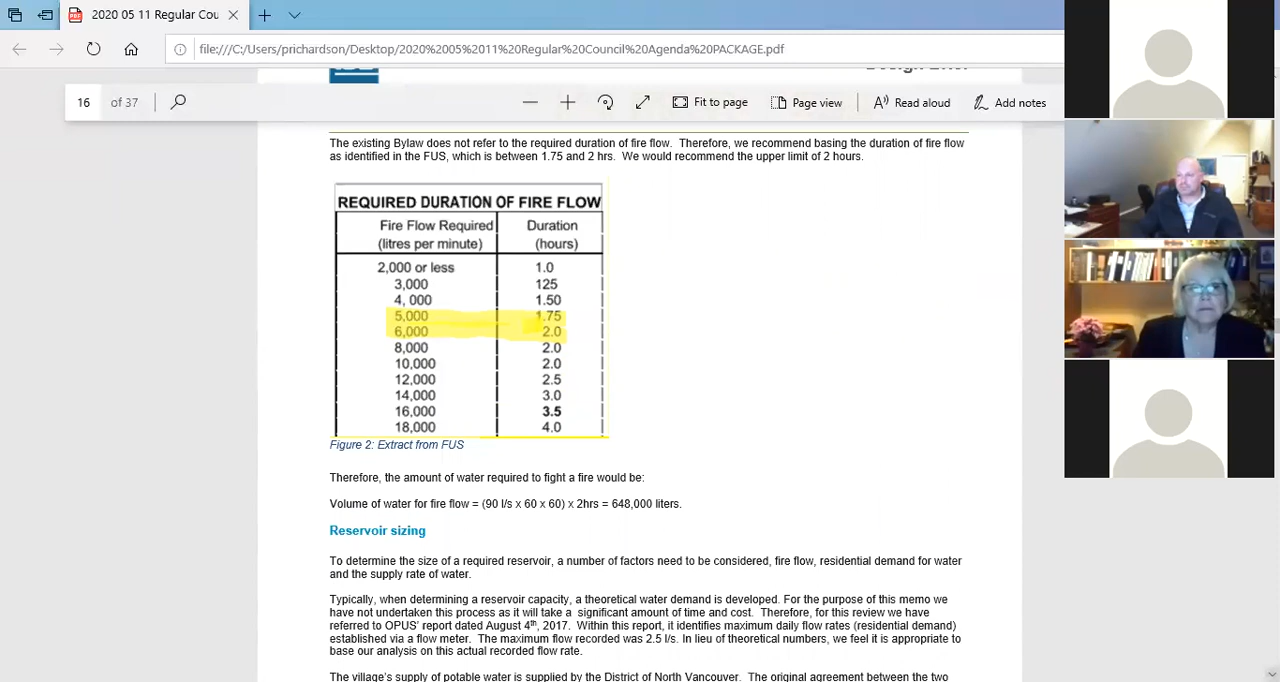 2020 05 11 Regular Cou
file:///C:/Users/prichardson/Desktop/2020%2005%2011%20Regular%20Council%20Agenda%20PACKAGE.pdf
16 of 37
Fit to page
Page view
Read aloud
Add notes
The existing Bylaw does not refer to the required duration of fire flow. Therefore, we recommend basing the duration of fire flow
as identified in the FUS, which is between 1.75 and 2 hrs. We would recommend the upper limit of 2 hours.
REQUIRED DURATION OF FIRE FLOW
Fire Flow Required Duration
(litres per minute) (hours)
2,000 or less 1.0
3,000 125
4, 000 1.50
5,000 1.75
6,000 2.0
8,000 2.0
10,000 2.0
12,000 2.5
14,000 3.0
16,000 3.5
18,000 4.0
Figure 2: Extract from FUS
Therefore, the amount of water required to fight a fire would be:
Volume of water for fire flow = (90 l/s x 60 x 60) x 2hrs = 648,000 liters.
Reservoir sizing
To determine the size of a required reservoir, a number of factors need to be considered, fire flow, residential demand for water
and the supply rate of water.
Typically, when determining a reservoir capacity, a theoretical water demand is developed. For the purpose of this memo we
have not undertaken this process as it will take a significant amount of time and cost. Therefore, for this review we have
referred to OPUS' report dated August 4th, 2017. Within this report, it identifies maximum daily flow rates (residential demand)
established via a flow meter. The maximum flow recorded was 2.5 l/s. In lieu of theoretical numbers, we feel it is appropriate to
base our analysis on this actual recorded flow rate.
The village's supply of potable water is supplied by the District of North Vancouver. The original agreement between the two